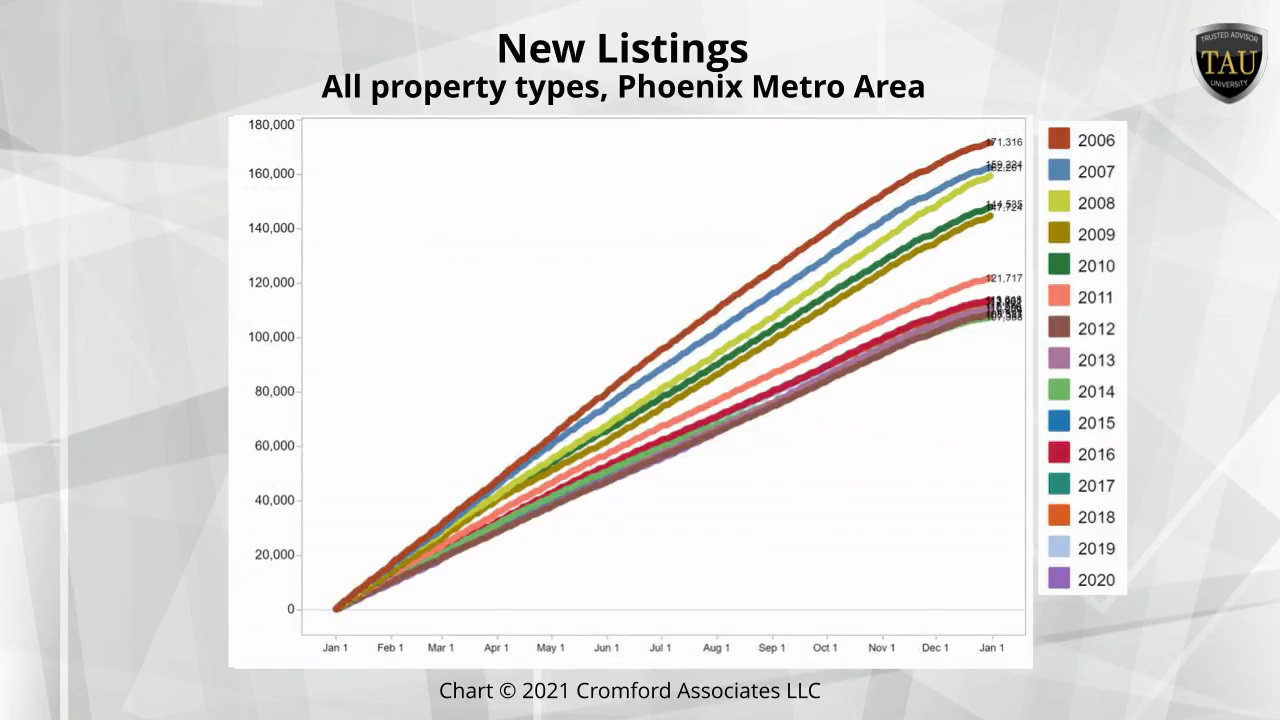 New Listings
All property types, Phoenix Metro Area
TRUSTED ADVISOR
TAU
UNIVERSITY
180,000
160,000
140,000
120,000
100,000
80,000
60,000
40,000
20,000
0
171,316
121,717
Jan 1
Feb 1
Mar 1
Apr 1
May 1
Jun 1
Jul 1
Aug 1
Sep 1
Oct 1
Nov 1
Dec 1
Jan 1
2006
2007
2008
2009
2010
2011
2012
2013
2014
2015
2016
2017
2018
2019
2020
Chart © 2021 Cromford Associates LLC